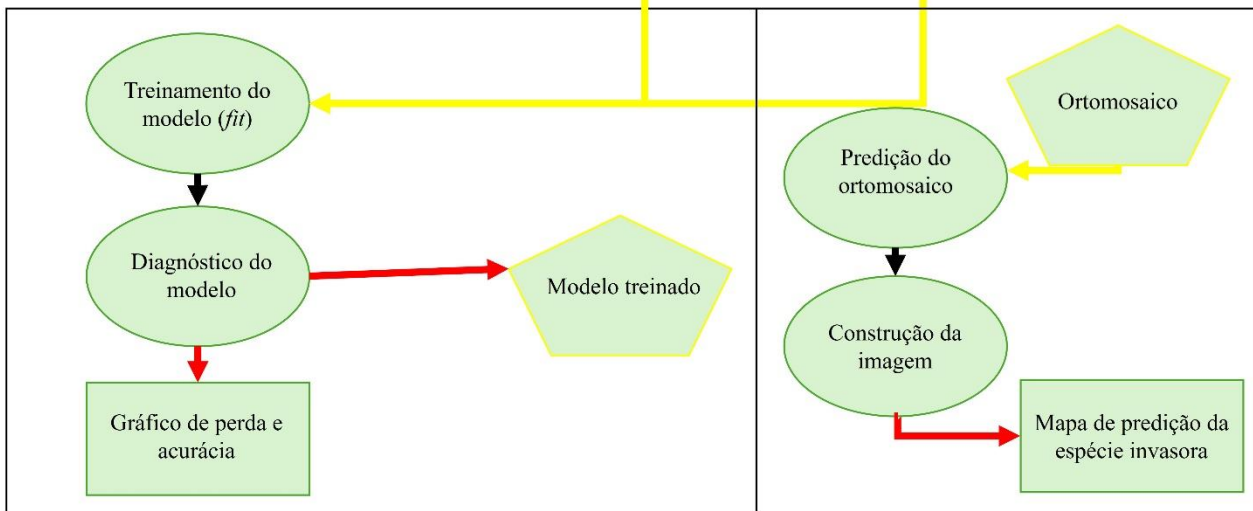 Treinamento do
modelo (fit)
Diagnóstico do
modelo
Modelo treinado
Gráfico de perda e
acurácia
Ortomosaico
Predição do
ortomosaico
Construção da
imagem
Mapa de predição da
espécie invasora